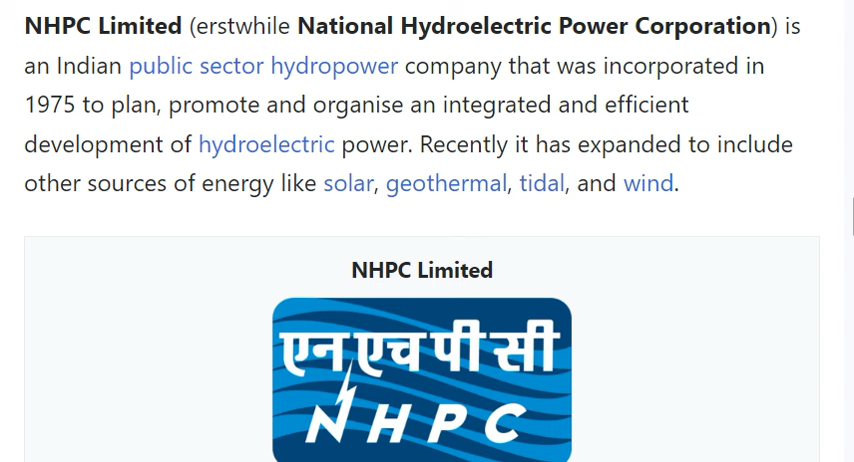 NHPC Limited (erstwhile National Hydroelectric Power Corporation) is
an Indian public sector hydropower company that was incorporated in
1975 to plan, promote and organise an integrated and efficient
development of hydroelectric power. Recently it has expanded to include
other sources of energy like solar, geothermal, tidal, and wind.
NHPC Limited
एनएचपीसी
NHPC